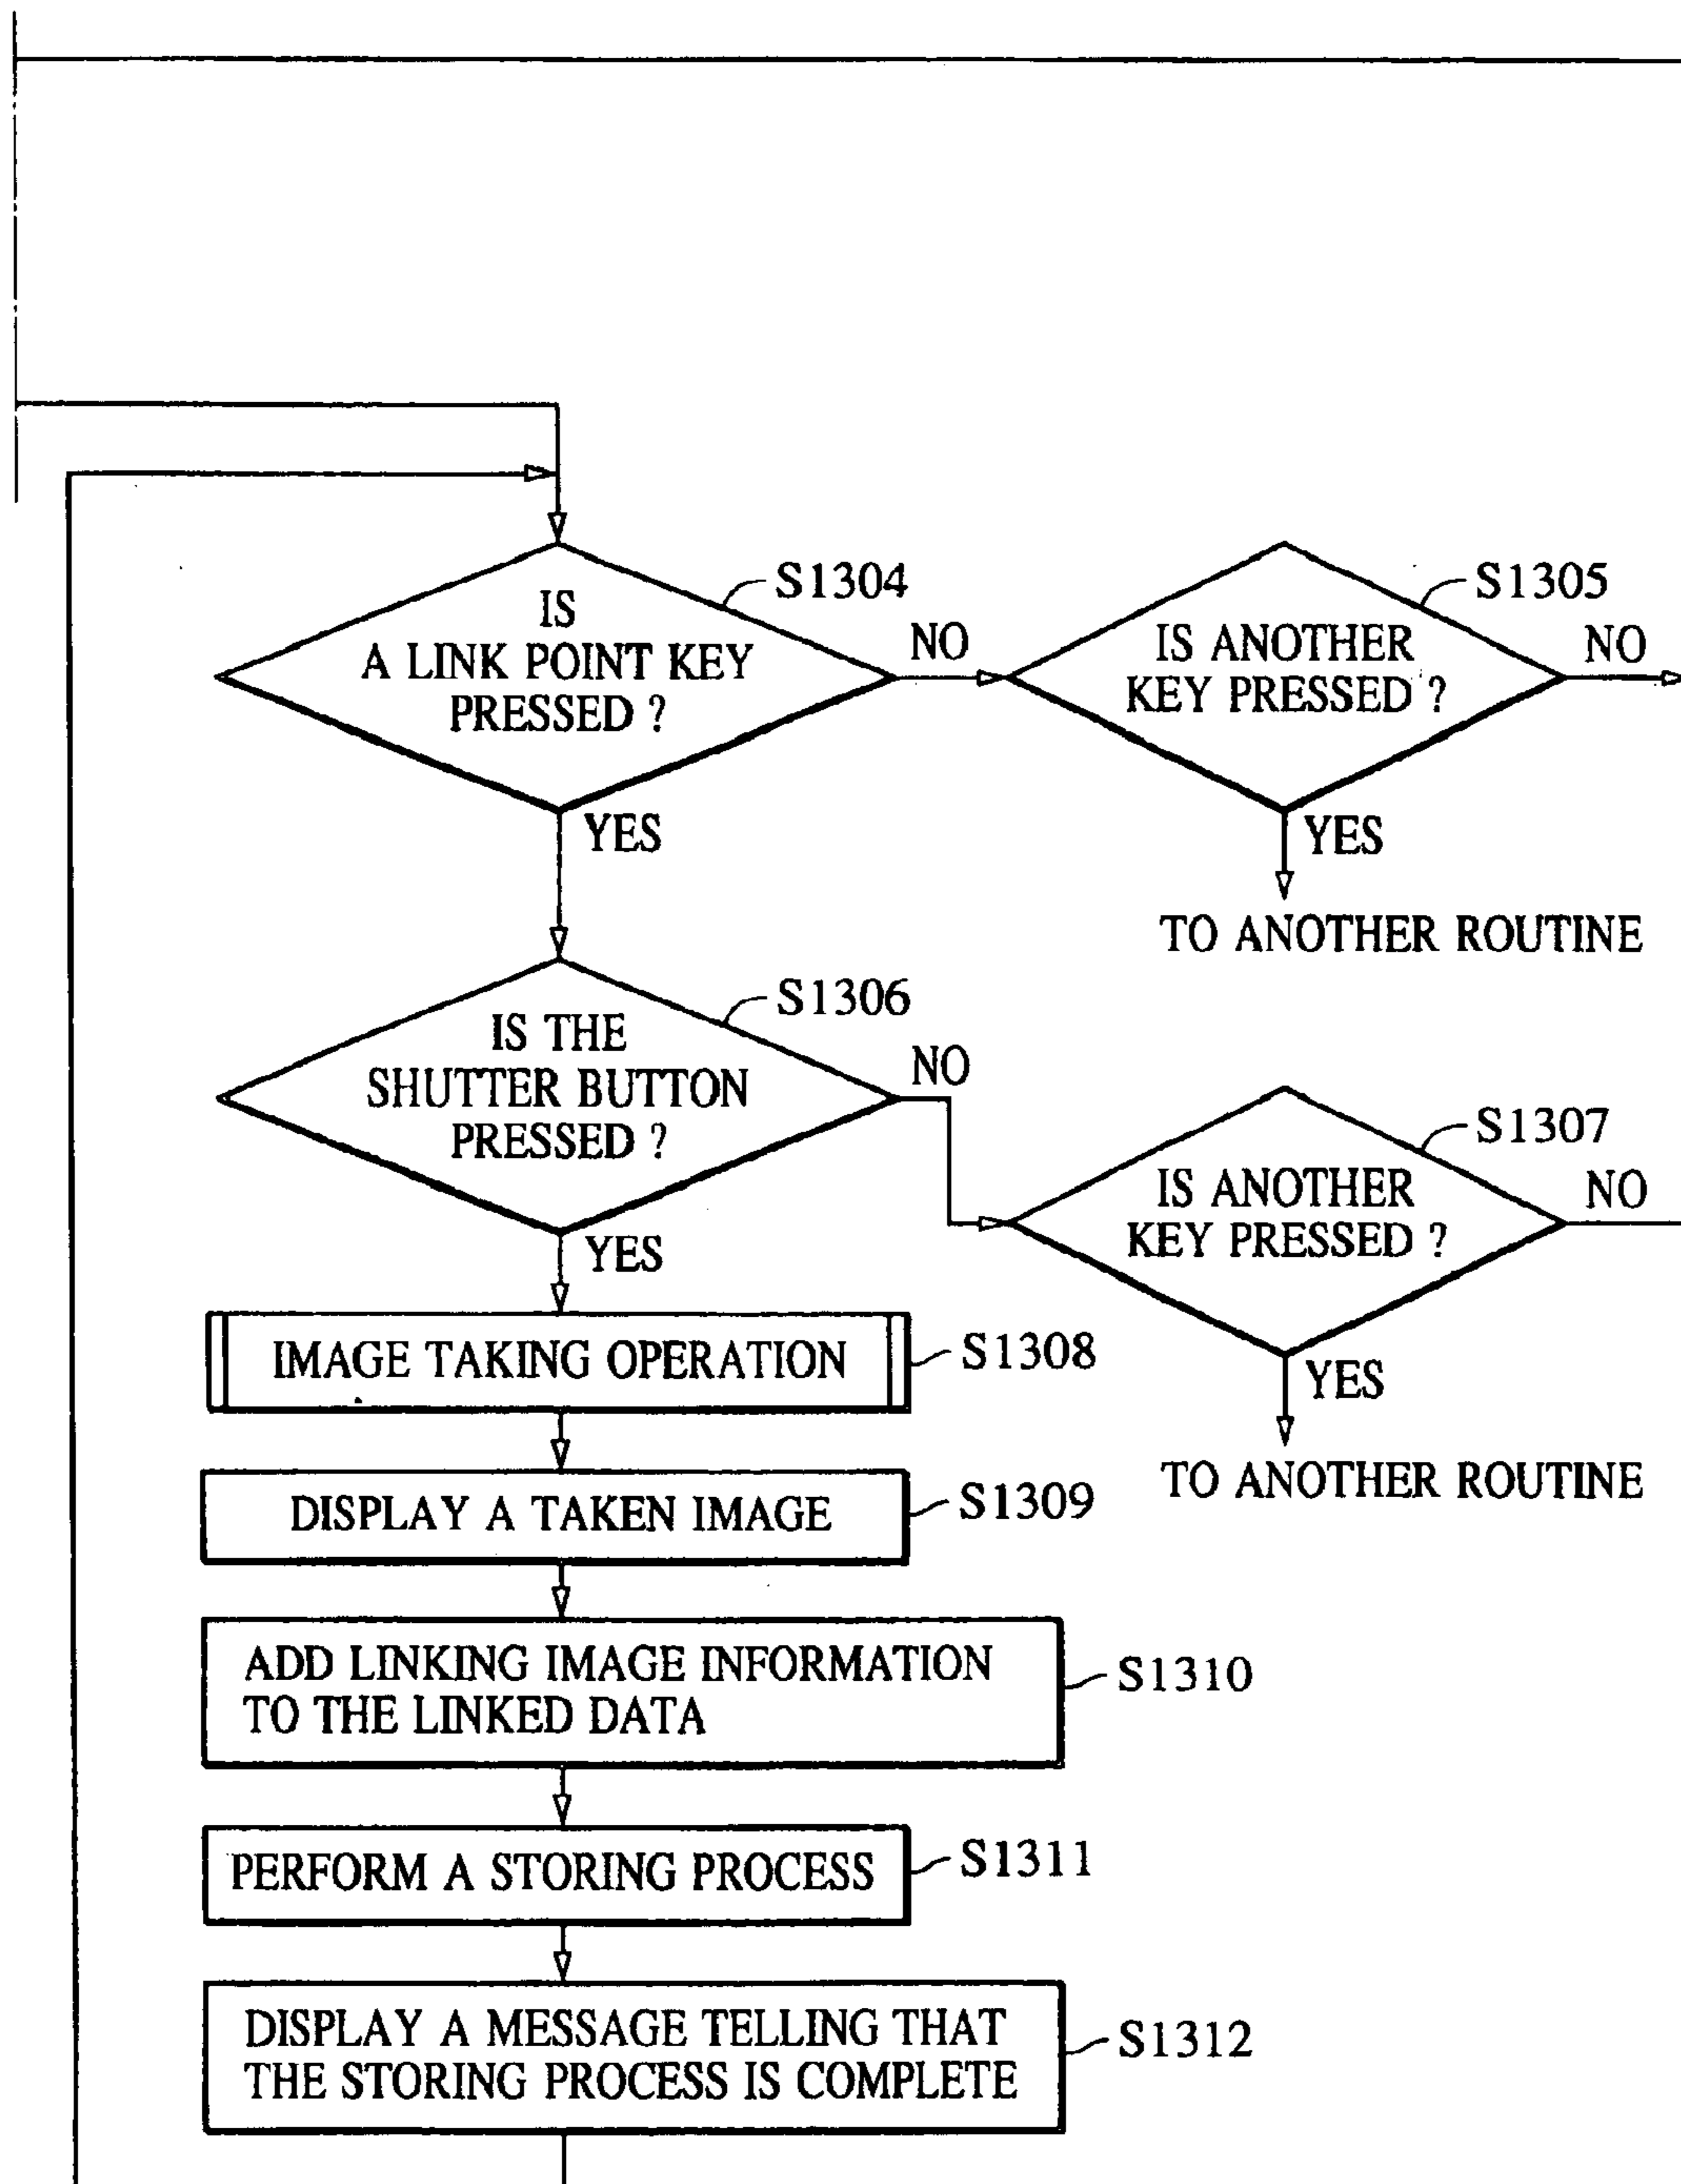 S1304
IS
A LINK POINT KEY
PRESSED ?
NO
YES
S1305
IS ANOTHER
KEY PRESSED ?
NO
YES
TO ANOTHER ROUTINE
S1306
IS THE
SHUTTER BUTTON
PRESSED ?
NO
YES
S1307
IS ANOTHER
KEY PRESSED ?
NO
YES
TO ANOTHER ROUTINE
IMAGE TAKING OPERATION
S1308
DISPLAY A TAKEN IMAGE
S1309
ADD LINKING IMAGE INFORMATION
TO THE LINKED DATA
S1310
PERFORM A STORING PROCESS
S1311
DISPLAY A MESSAGE TELLING THAT
THE STORING PROCESS IS COMPLETE
S1312